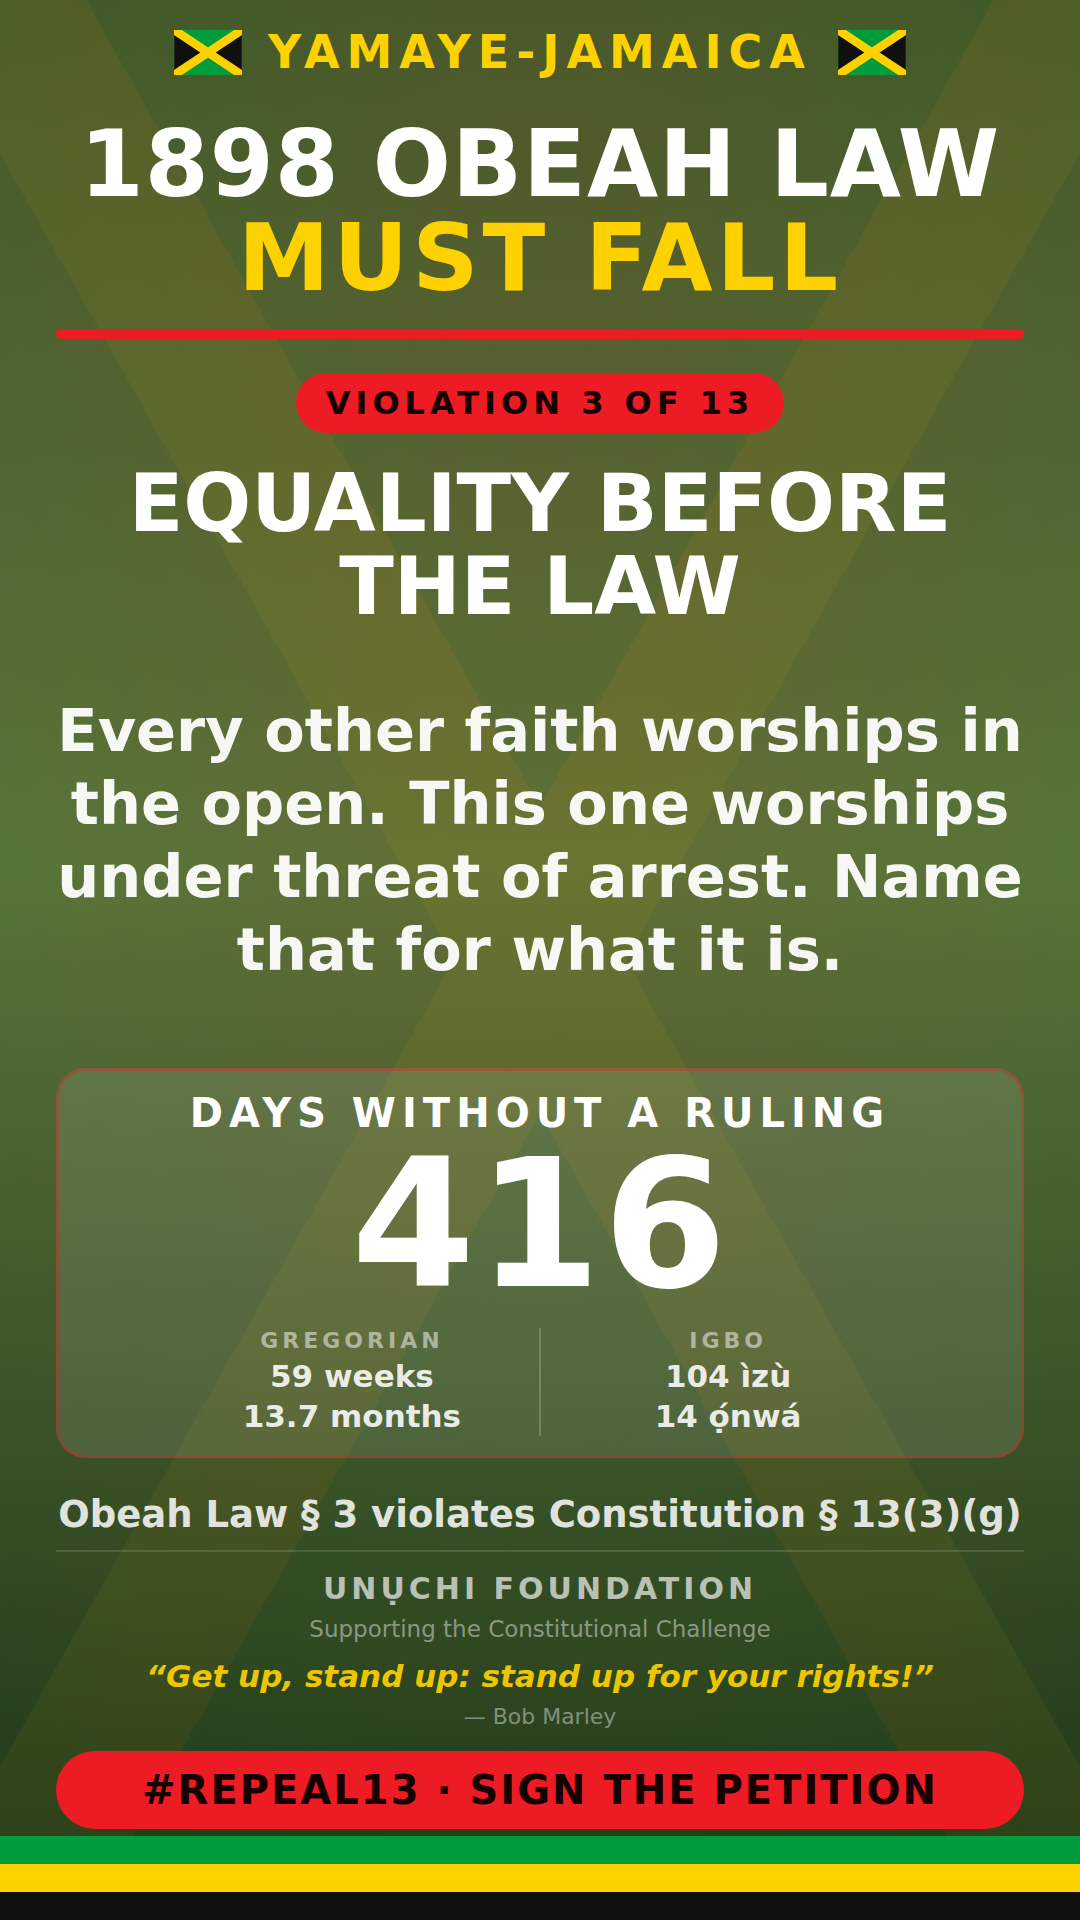 YAMAYE-JAMAICA
1898 OBEAH LAW
MUST FALL
VIOLATION 3 OF 13
EQUALITY BEFORE
THE LAW
Every other faith worships in
the open. This one worships
under threat of arrest. Name
that for what it is.
DAYS WITHOUT A RULING
416
GREGORIAN
59 weeks
13.7 months
IGBO
104 ìzù
14 ọ́nwá
Obeah Law § 3 violates Constitution § 13(3)(g)
UNỤCHI FOUNDATION
Supporting the Constitutional Challenge
“Get up, stand up: stand up for your rights!”
— Bob Marley
#REPEAL13 · SIGN THE PETITION